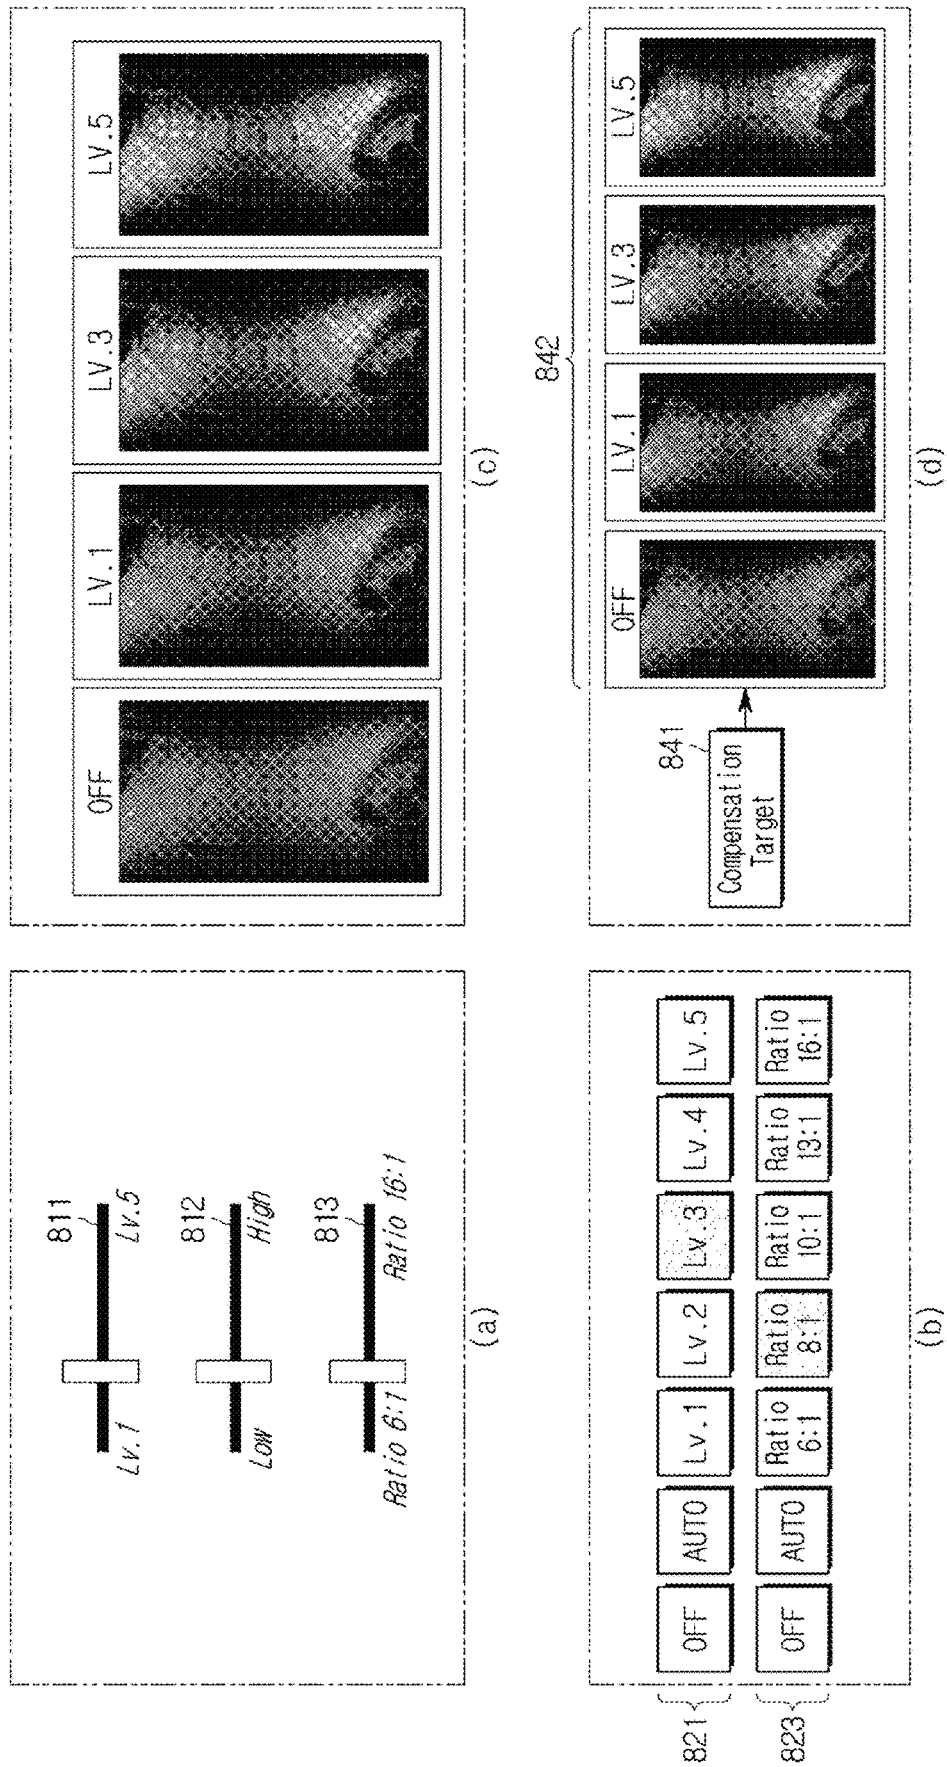 811
Lv.1
Lv.5
812
Low
High
813
Ratio 6:1
Ratio 16:1
(a)
OFF
LV.1
LV.3
LV.5
(c)
821
OFF
AUTO
Lv.1
Lv.2
Lv.3
Lv.4
Lv.5
823
OFF
AUTO
Ratio
6:1
Ratio
8:1
Ratio
10:1
Ratio
13:1
Ratio
16:1
(b)
842
841
Compensation
Target
OFF
LV.1
LV.3
LV.5
(d)